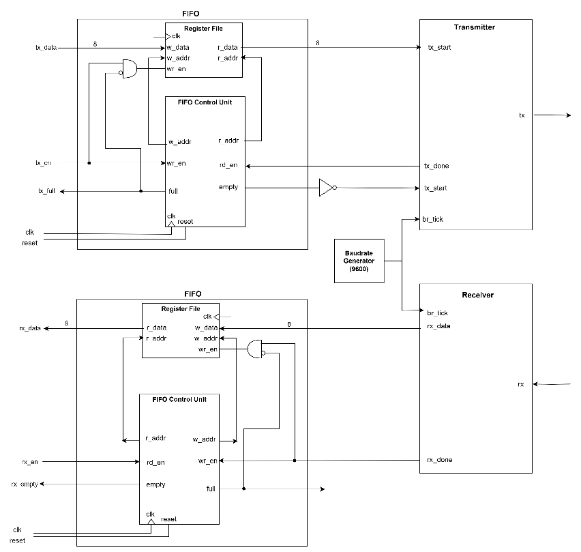 FIFO
Register File
clk
w_data
r_data
w_addr
r_addr
wr_en
tx_data
8
8
Transmitter
tx_start
tx
FIFO Control Unit
w_addr
r_addr
tx_en
wr_en
rd_en
tx_done
tx_full
full
empty
tx_start
clk
reset
clk
reset
br_tick
Baudrate
Generator
(9600)
FIFO
Register File
clk
rx_data
8
r_data
w_data
8
r_addr
w_addr
wr_en
Receiver
br_tick
rx_data
rx
FIFO Control Unit
r_addr
w_addr
rx_en
rd_en
wr_en
rx_done
rx_empty
empty
full
clk
reset
clk
reset